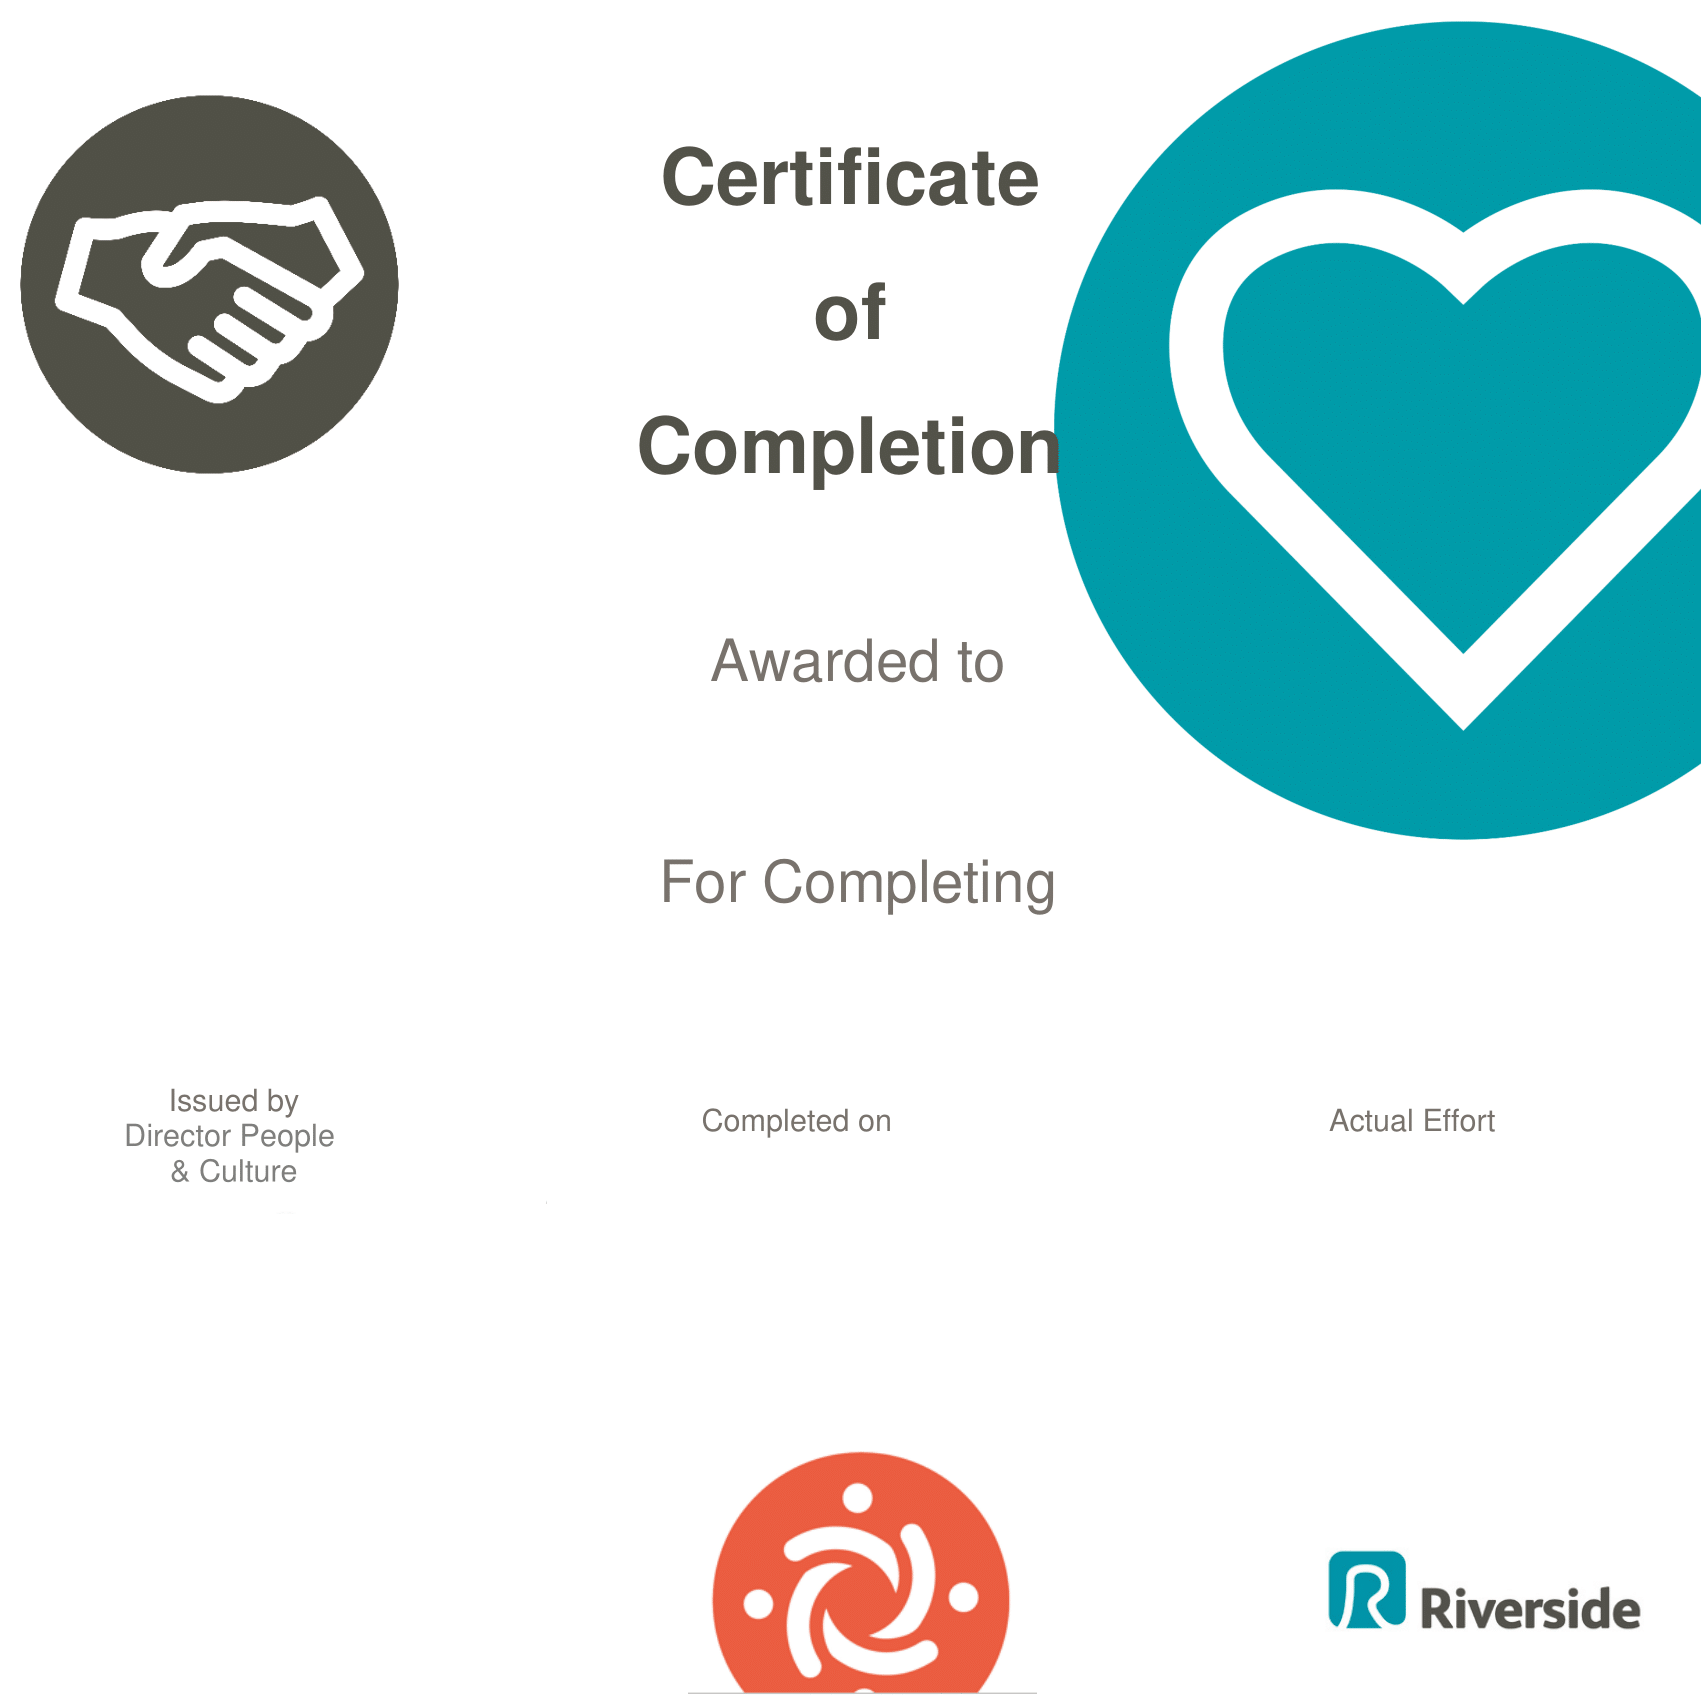 Certificate
of
Completion
Awarded to
For Completing
Issued by
Director People
& Culture
Completed on
Actual Effort
Riverside